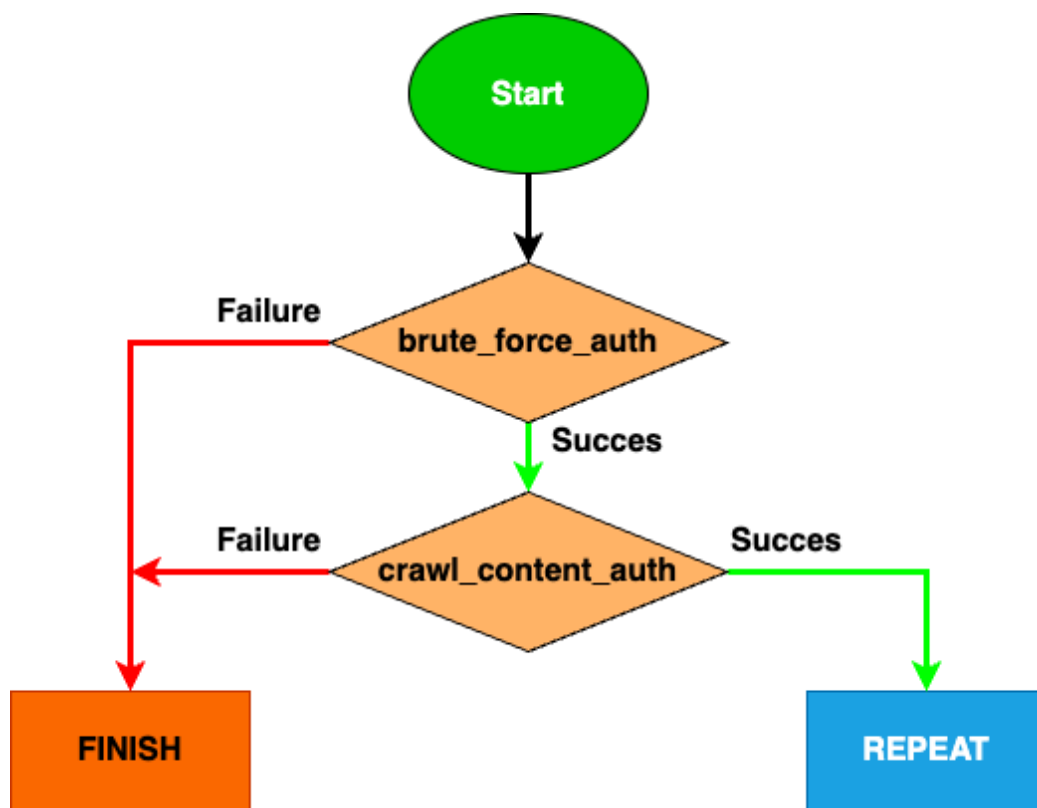 Start
Failure
brute_force_auth
Succes
Failure
Succes
crawl_content_auth
FINISH
REPEAT